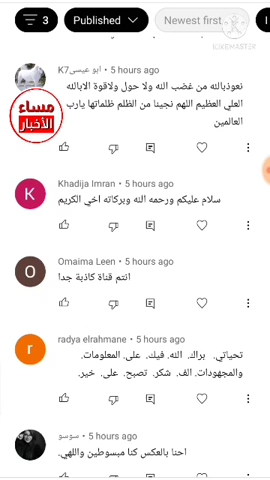 3
Published
Newest first
KINEMASTER
ابو عيسىK7 • 5 hours ago
نعوذبالله من غضب الله ولا حول ولاقوة الابالله
العلي العظيم اللهم نجينا من الظلم ظلماتها يارب
العالمين
مساء
الأخبار
K
Khadija Imran • 5 hours ago
سلام عليكم ورحمه الله وبركاته اخي الكريم
O
Omaima Leen • 5 hours ago
انتم قناة كاذبة جدا
r
radya elrahmane • 5 hours ago
تحياتي. براك. الله. فيك. على. المعلومات.
والمجهودات. الف. شكر. تصبح. على. خير.
سوسو • 5 hours ago
احنا بالعكس كنا مبسوطين واللهي.